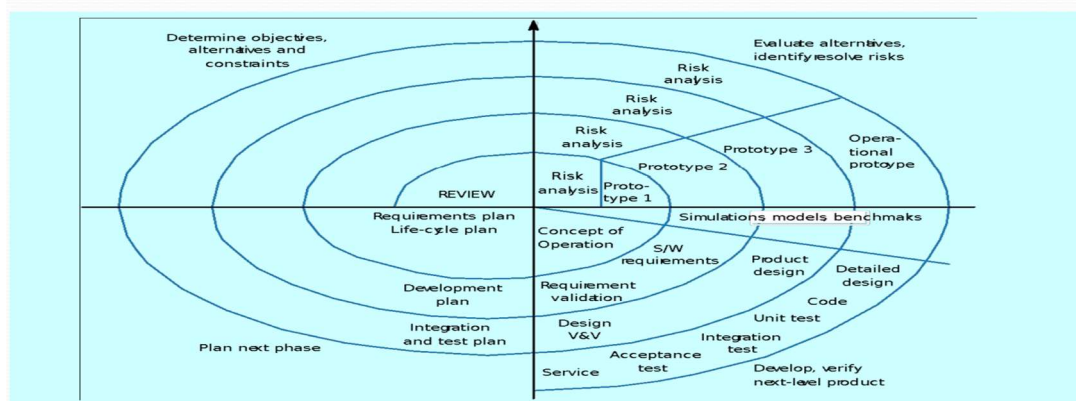 Determine objectives,
alternatives and
constraints
Evaluate alternatives,
identify resolve risks
Risk
analysis
Risk
analysis
Risk
analysis
Risk
analysis
REVIEW
Proto-
type 1
Prototype 2
Prototype 3
Opera-
tional
protoype
Requirements plan
Life-cycle plan
Simulations models, benchmaks
Concept of
Operation
S/W
requirements
Product
design
Detailed
design
Development
plan
Requirement
validation
Code
Unit test
Integration
and test plan
Design
V&V
Integration
test
Plan next phase
Acceptance
test
Service
Develop, verify
next-level product